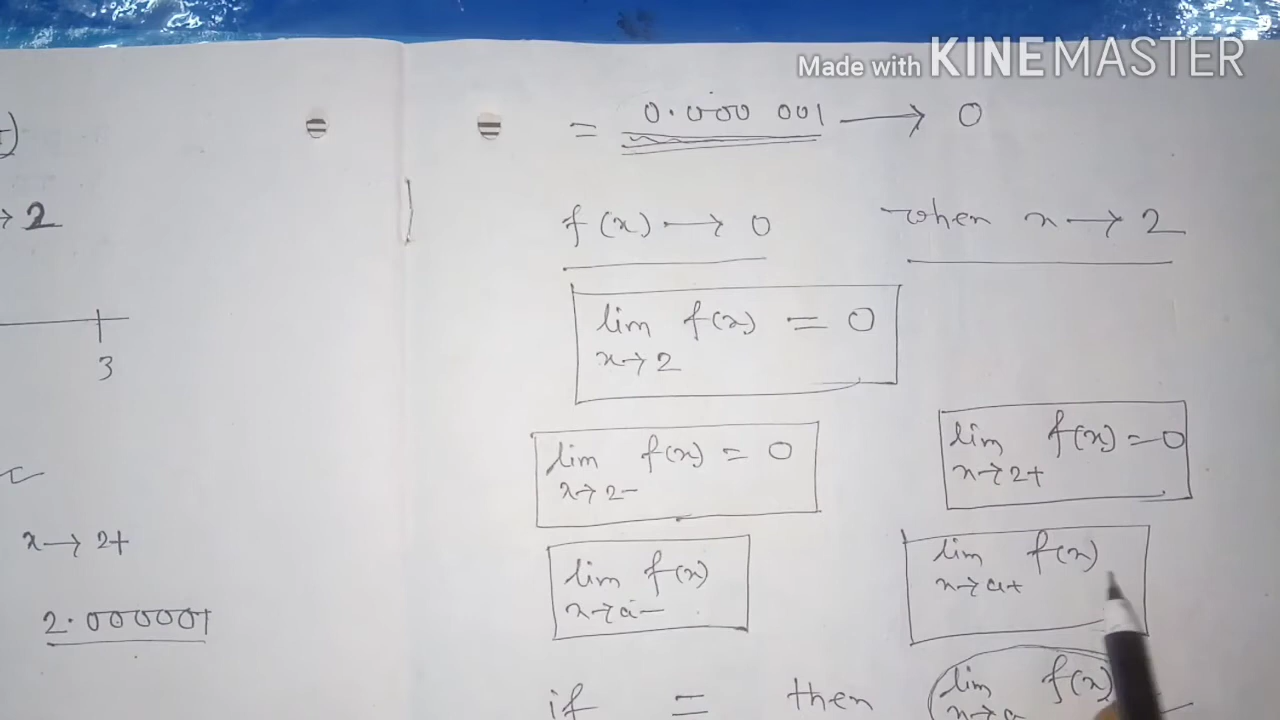 Made with KINEMASTER
= 0.000 001 → 0
f(x) → 0 when x → 2
lim f(x) = 0
x→2
lim f(x) = 0
x→2-
lim f(x) = 0
x→2+
lim f(x)
x→a-
lim f(x)
x→a+
if = then lim f(x)
x→a
→ 2
3
x → 2+
2.000001